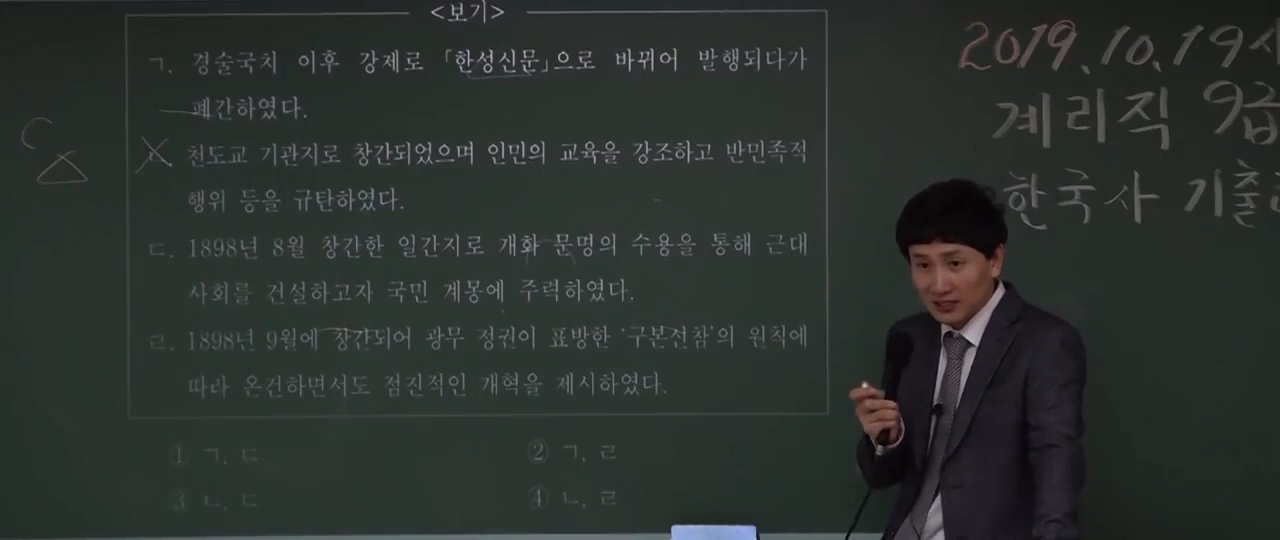 <보기>
ㄱ. 경술국치 이후 강제로 「한성신문」으로 바뀌어 발행되다가
폐간하였다.
ㄴ. 천도교 기관지로 창간되었으며 인민의 교육을 강조하고 반민족적
행위 등을 규탄하였다.
ㄷ. 1898년 8월 창간한 일간지로 개화 문명의 수용을 통해 근대
사회를 건설하고자 국민 계몽에 주력하였다.
ㄹ. 1898년 9월에 창간되어 광무 정권이 표방한 '구본신참'의 원칙에
따라 온건하면서도 점진적인 개혁을 제시하였다.
① ㄱ, ㄷ
② ㄱ, ㄹ
③ ㄴ, ㄷ
④ ㄴ, ㄹ
2019.10.19
계리직 9급
한국사 기출